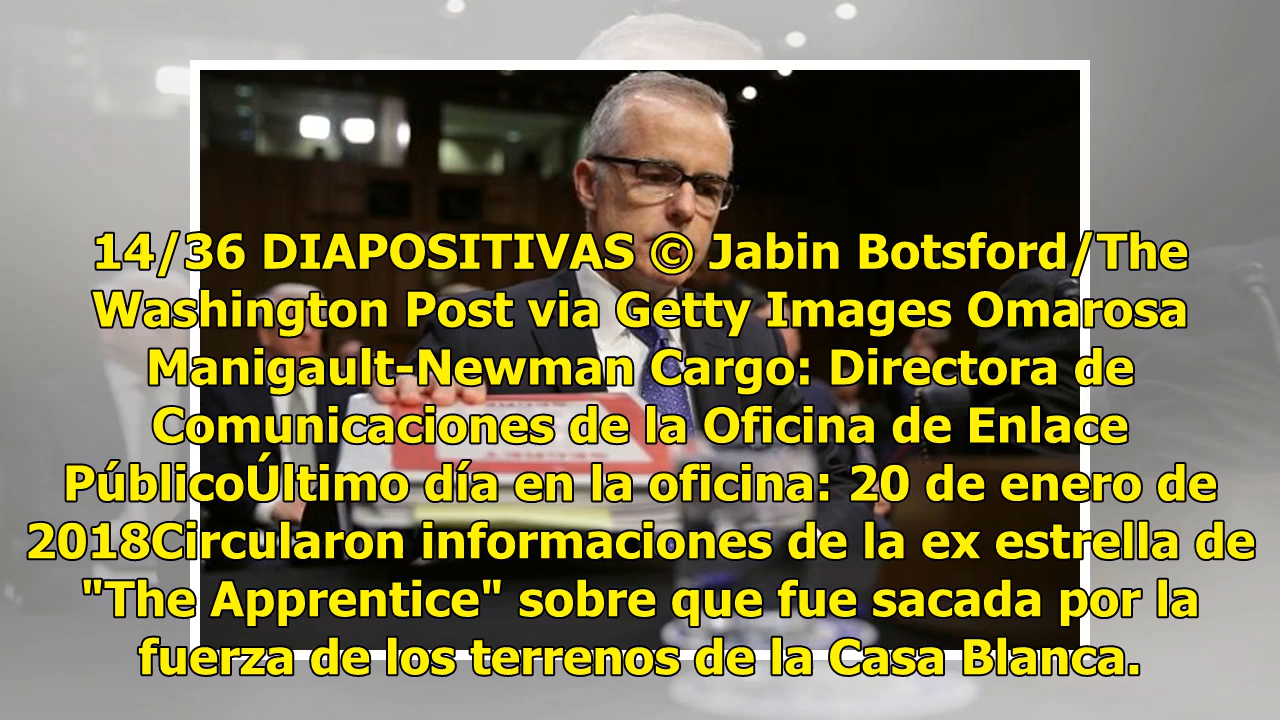 14/36 DIAPOSITIVAS © Jabin Botsford/The
Washington Post via Getty Images Omarosa
Manigault-Newman Cargo: Directora de
Comunicaciones de la Oficina de Enlace
PúblicoÚltimo día en la oficina: 20 de enero de
2018Circularon informaciones de la ex estrella de
"The Apprentice" sobre que fue sacada por la
fuerza de los terrenos de la Casa Blanca.